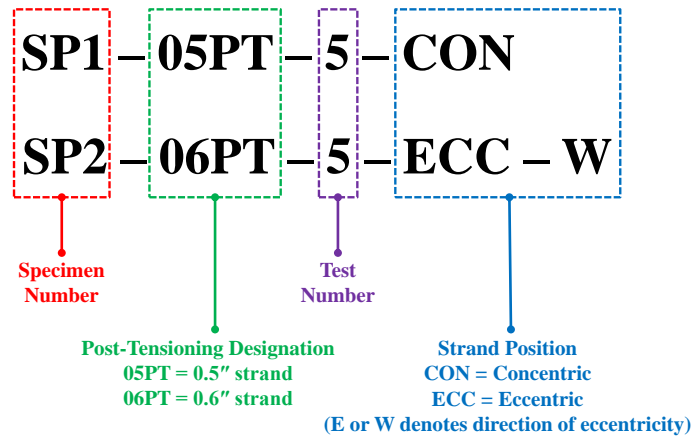 SP1 – 05PT – 5 – CON
SP2 – 06PT – 5 – ECC – W
Specimen
Number
Test
Number
Post-Tensioning Designation
05PT = 0.5″ strand
06PT = 0.6″ strand
Strand Position
CON = Concentric
ECC = Eccentric
(E or W denotes direction of eccentricity)